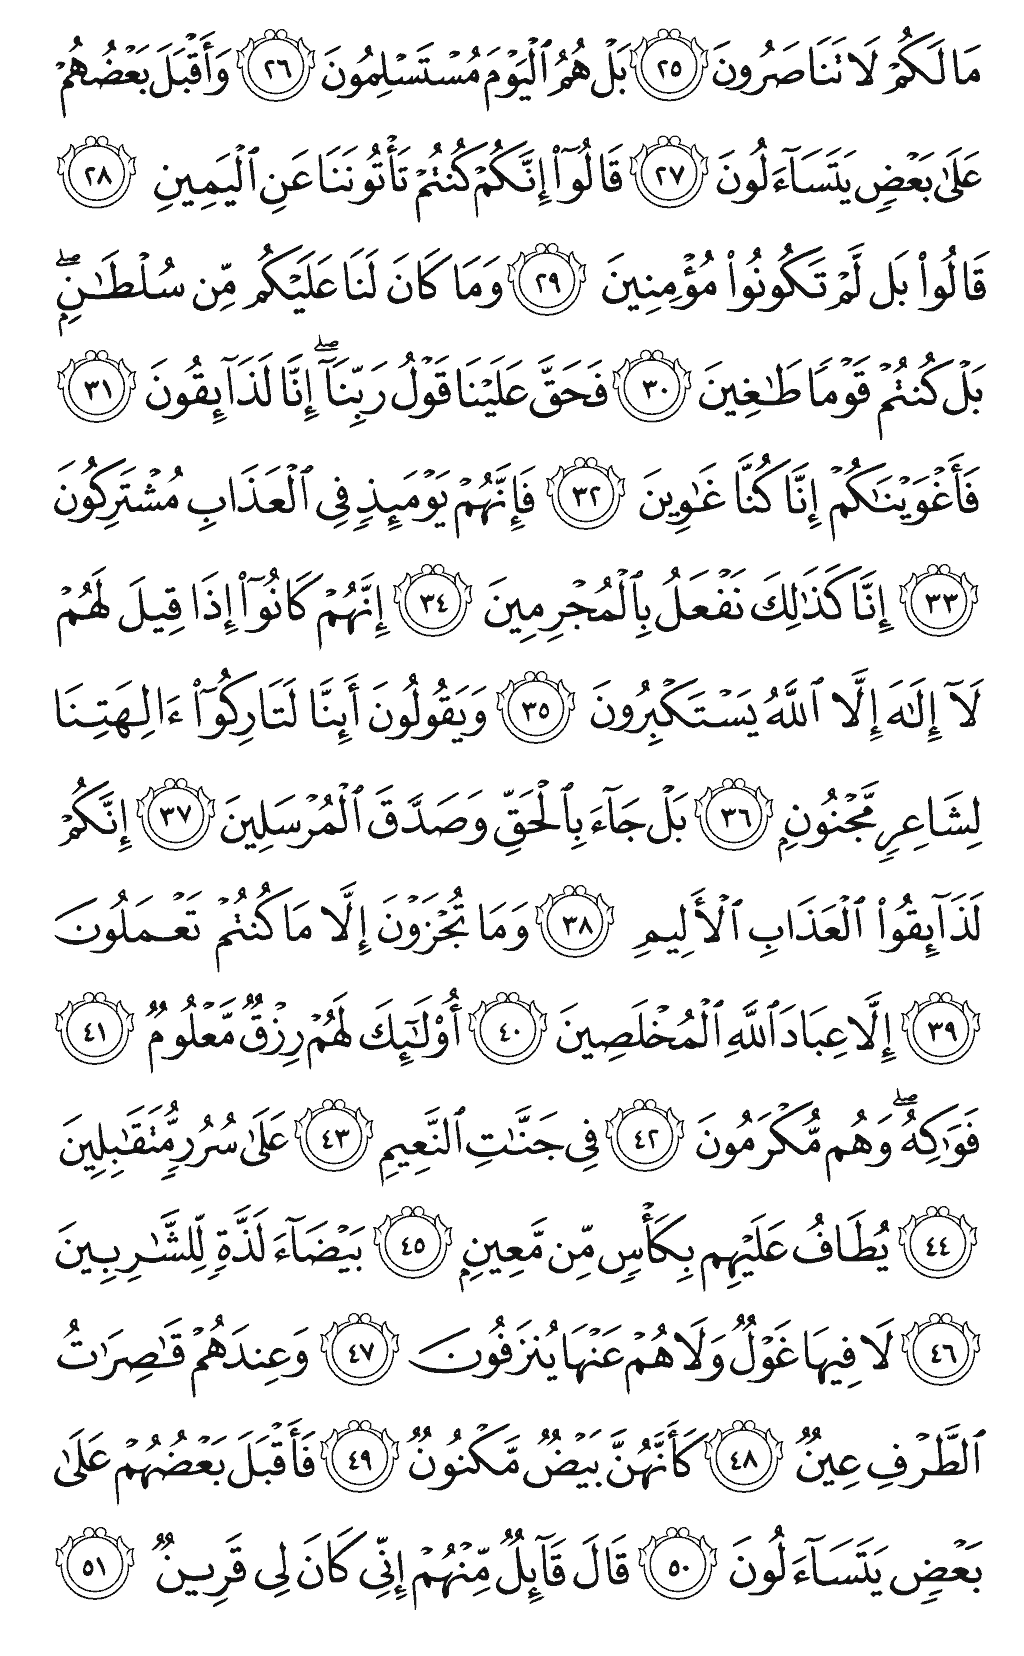 مَا لَكُمْ لَا تَنَاصَرُونَ ٢٥ بَلْ هُمُ ٱلْيَوْمَ مُسْتَسْلِمُونَ ٢٦ وَأَقْبَلَ بَعْضُهُمْ
عَلَىٰ بَعْضٍ يَتَسَآءَلُونَ ٢٧ قَالُوٓا۟ إِنَّكُمْ كُنتُمْ تَأْتُونَنَا عَنِ ٱلْيَمِينِ ٢٨
قَالُوا۟ بَل لَّمْ تَكُونُوا۟ مُؤْمِنِينَ ٢٩ وَمَا كَانَ لَنَا عَلَيْكُم مِّن سُلْطَـٰنٍۭ ۖ
بَلْ كُنتُمْ قَوْمًا طَـٰغِينَ ٣٠ فَحَقَّ عَلَيْنَا قَوْلُ رَبِّنَآ ۖ إِنَّا لَذَآئِقُونَ ٣١
فَأَغْوَيْنَـٰكُمْ إِنَّا كُنَّا غَـٰوِينَ ٣٢ فَإِنَّهُمْ يَوْمَئِذٍ فِى ٱلْعَذَابِ مُشْتَرِكُونَ
٣٣ إِنَّا كَذَٰلِكَ نَفْعَلُ بِٱلْمُجْرِمِينَ ٣٤ إِنَّهُمْ كَانُوٓا۟ إِذَا قِيلَ لَهُمْ
لَآ إِلَـٰهَ إِلَّا ٱللَّهُ يَسْتَكْبِرُونَ ٣٥ وَيَقُولُونَ أَئِنَّا لَتَارِكُوٓا۟ ءَالِهَتِنَا
لِشَاعِرٍ مَّجْنُونٍۭ ٣٦ بَلْ جَآءَ بِٱلْحَقِّ وَصَدَّقَ ٱلْمُرْسَلِينَ ٣٧ إِنَّكُمْ
لَذَآئِقُوا۟ ٱلْعَذَابِ ٱلْأَلِيمِ ٣٨ وَمَا تُجْزَوْنَ إِلَّا مَا كُنتُمْ تَعْمَلُونَ
٣٩ إِلَّا عِبَادَ ٱللَّهِ ٱلْمُخْلَصِينَ ٤٠ أُو۟لَـٰٓئِكَ لَهُمْ رِزْقٌ مَّعْلُومٌ ٤١
فَوَٰكِهُ ۖ وَهُم مُّكْرَمُونَ ٤٢ فِى جَنَّـٰتِ ٱلنَّعِيمِ ٤٣ عَلَىٰ سُرُرٍ مُّتَقَـٰبِلِينَ
٤٤ يُطَافُ عَلَيْهِم بِكَأْسٍ مِّن مَّعِينٍۭ ٤٥ بَيْضَآءَ لَذَّةٍ لِّلشَّـٰرِبِينَ
٤٦ لَا فِيهَا غَوْلٌ وَلَا هُمْ عَنْهَا يُنزَفُونَ ٤٧ وَعِندَهُمْ قَـٰصِرَٰتُ
ٱلطَّرْفِ عِينٌ ٤٨ كَأَنَّهُنَّ بَيْضٌ مَّكْنُونٌ ٤٩ فَأَقْبَلَ بَعْضُهُمْ عَلَىٰ
بَعْضٍ يَتَسَآءَلُونَ ٥٠ قَالَ قَآئِلٌ مِّنْهُمْ إِنِّى كَانَ لِى قَرِينٌ ٥١